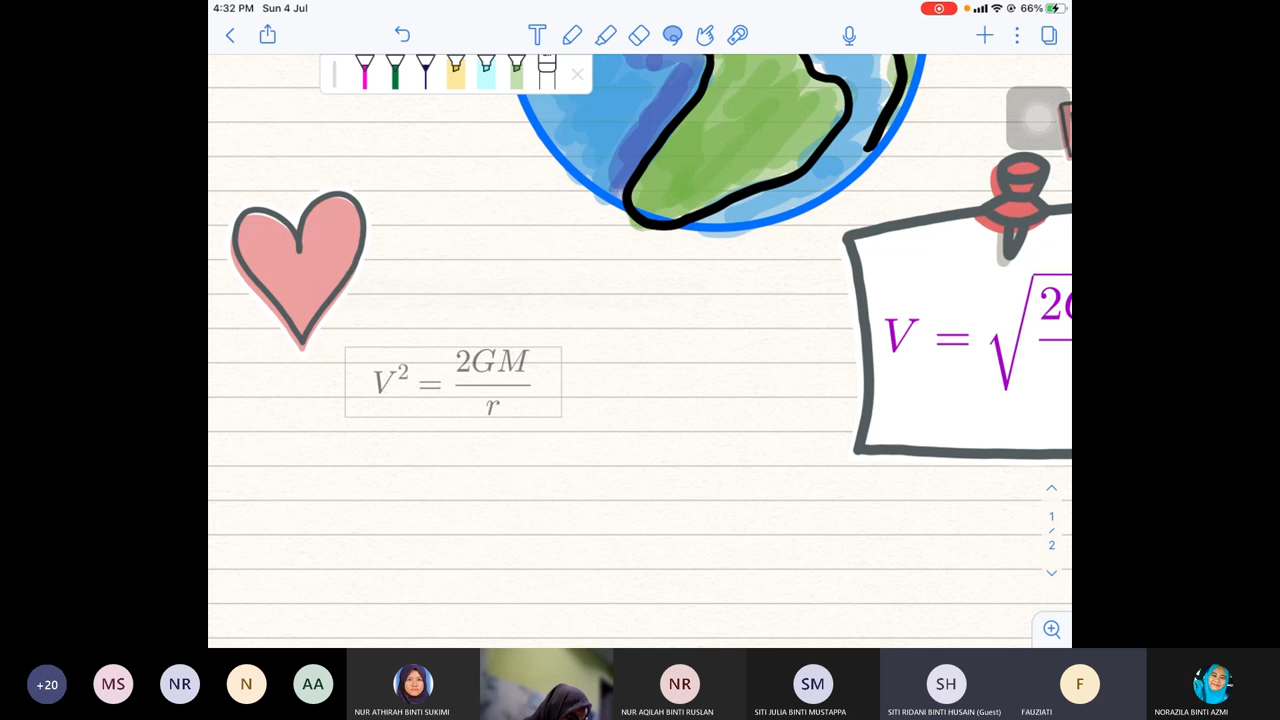 4:32 PM Sun 4 Jul
66%
T
V² = 2GM / r
V = √2
1
2
+20
MS
NR
N
AA
NR
SM
SH
F
NUR ATHIRAH BINTI SUKIMI
NUR AQILAH BINTI RUSLAN
SITI JULIA BINTI MUSTAPPA
SITI RIDANI BINTI HUSAIN (Guest)
FAUZIATI
NORAZILA BINTI AZMI